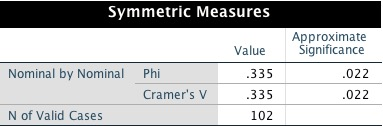 Symmetric Measures
Value Approximate Significance
Nominal by Nominal Phi .335 .022
Cramer's V .335 .022
N of Valid Cases 102